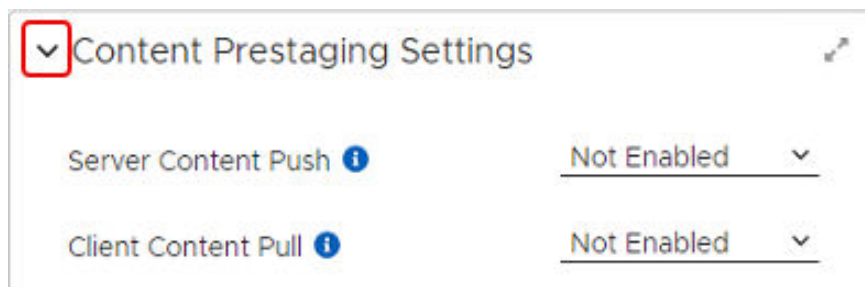 Content Prestaging Settings
Server Content Push Not Enabled
Client Content Pull Not Enabled